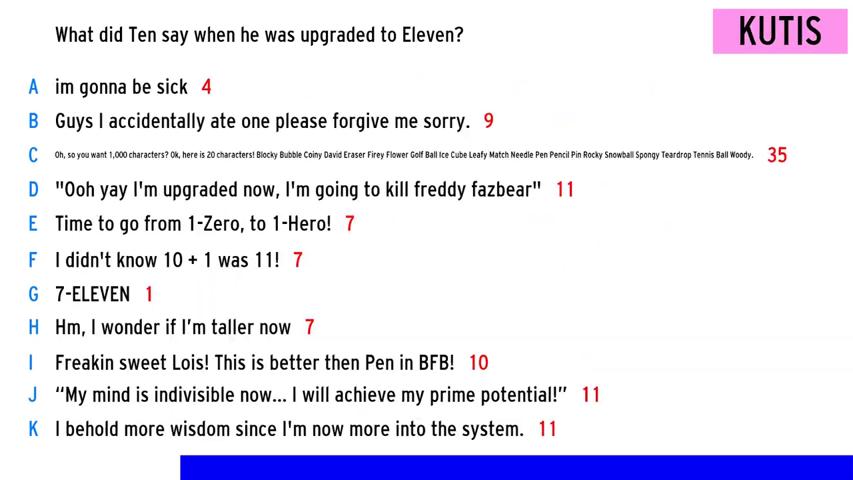 What did Ten say when he was upgraded to Eleven?
KUTIS
A im gonna be sick 4
B Guys I accidentally ate one please forgive me sorry. 9
C Oh, so you want 1,000 characters? Ok, here is 20 characters! Blocky Bubble Coiny David Eraser Firey Flower Golf Ball Ice Cube Leafy Match Needle Pen Pencil Pin Rocky Snowball Spongy Teardrop Tennis Ball Woody. 35
D "Ooh yay I'm upgraded now, I'm going to kill freddy fazbear" 11
E Time to go from 1-Zero, to 1-Hero! 7
F I didn't know 10 + 1 was 11! 7
G 7-ELEVEN 1
H Hm, I wonder if I’m taller now 7
I Freakin sweet Lois! This is better then Pen in BFB! 10
J “My mind is indivisible now... I will achieve my prime potential!” 11
K I behold more wisdom since I'm now more into the system. 11